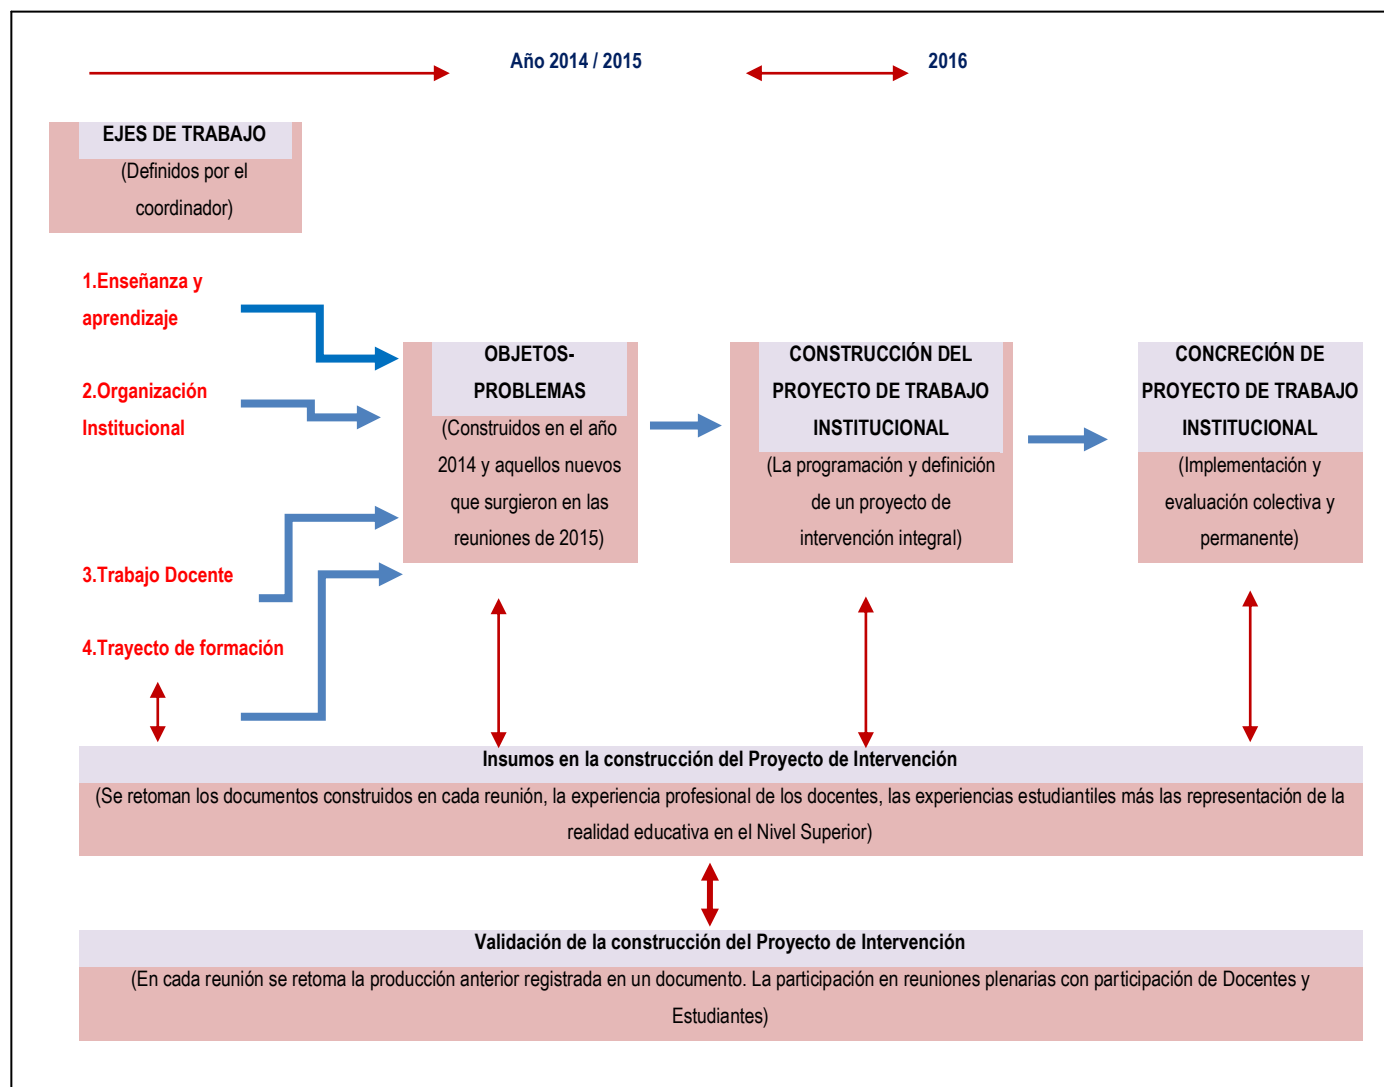 Año 2014 / 2015
2016
EJES DE TRABAJO
(Definidos por el
coordinador)
1.Enseñanza y
aprendizaje
2.Organización
Institucional
3.Trabajo Docente
4.Trayecto de formación
OBJETOS-
PROBLEMAS
(Construidos en el año
2014 y aquellos nuevos
que surgieron en las
reuniones de 2015)
CONSTRUCCIÓN DEL
PROYECTO DE TRABAJO
INSTITUCIONAL
(La programación y definición
de un proyecto de
intervención integral)
CONCRECIÓN DE
PROYECTO DE TRABAJO
INSTITUCIONAL
(Implementación y
evaluación colectiva y
permanente)
Insumos en la construcción del Proyecto de Intervención
(Se retoman los documentos construidos en cada reunión, la experiencia profesional de los docentes, las experiencias estudiantiles más las representación de la
realidad educativa en el Nivel Superior)
Validación de la construcción del Proyecto de Intervención
(En cada reunión se retoma la producción anterior registrada en un documento. La participación en reuniones plenarias con participación de Docentes y
Estudiantes)